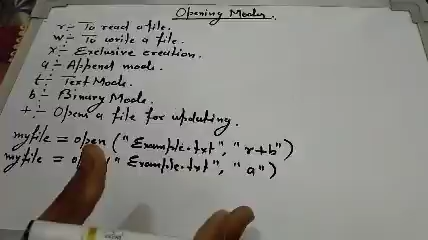 Opening Modes.
r :- To read a file.
w :- To write a file.
x :- Exclusive creation.
a :- Append mode.
t :- Text Mode.
b :- Binary Mode.
+ :- Opens a file for updating.
myfile = open ("Example.txt", "r+b")
myfile = "Example.txt", "a")